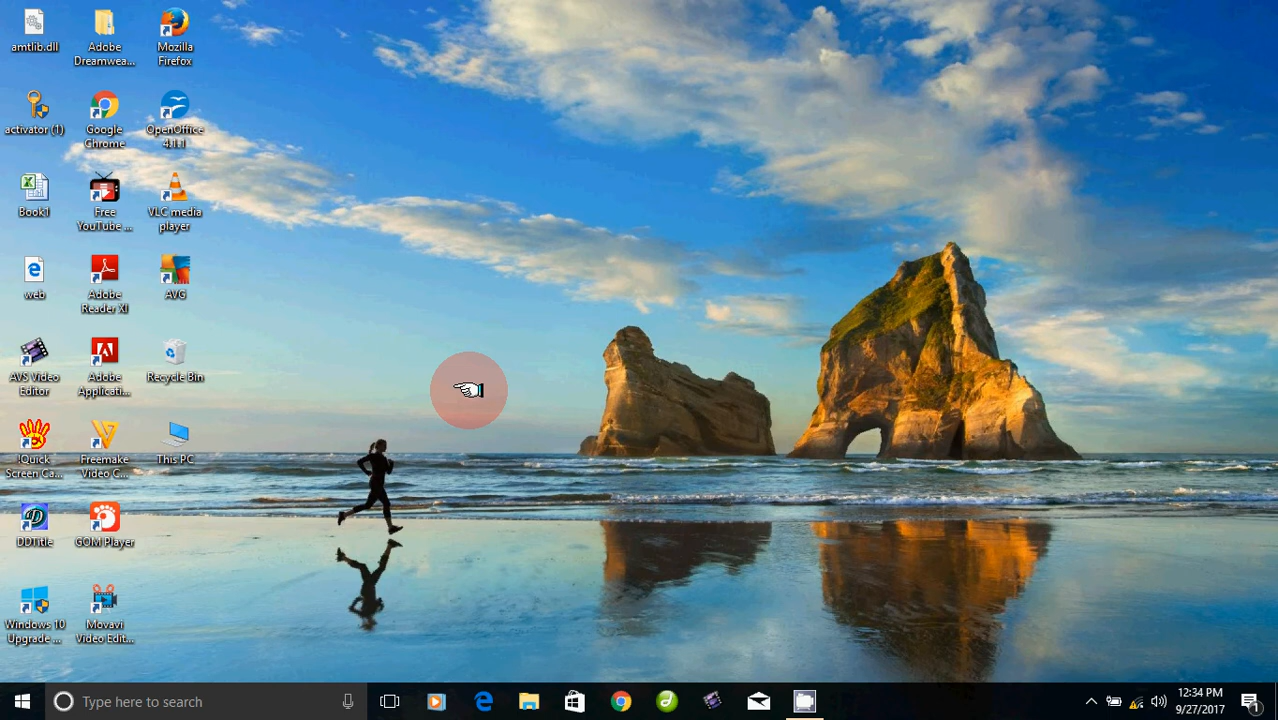 amtlib.dll
Adobe
Dreamwea...
Mozilla
Firefox
activator (1)
Google
Chrome
OpenOffice
4.1.1
Book1
Free
YouTube ...
VLC media
player
web
Adobe
Reader XI
AVG
AVS Video
Editor
Adobe
Applicati...
Recycle Bin
!Quick
Screen Ca...
Freemake
Video C...
This PC
DDTitle
GOM Player
Windows 10
Upgrade ...
Movavi
Video Edit...
Type here to search
12:34 PM
9/27/2017
1